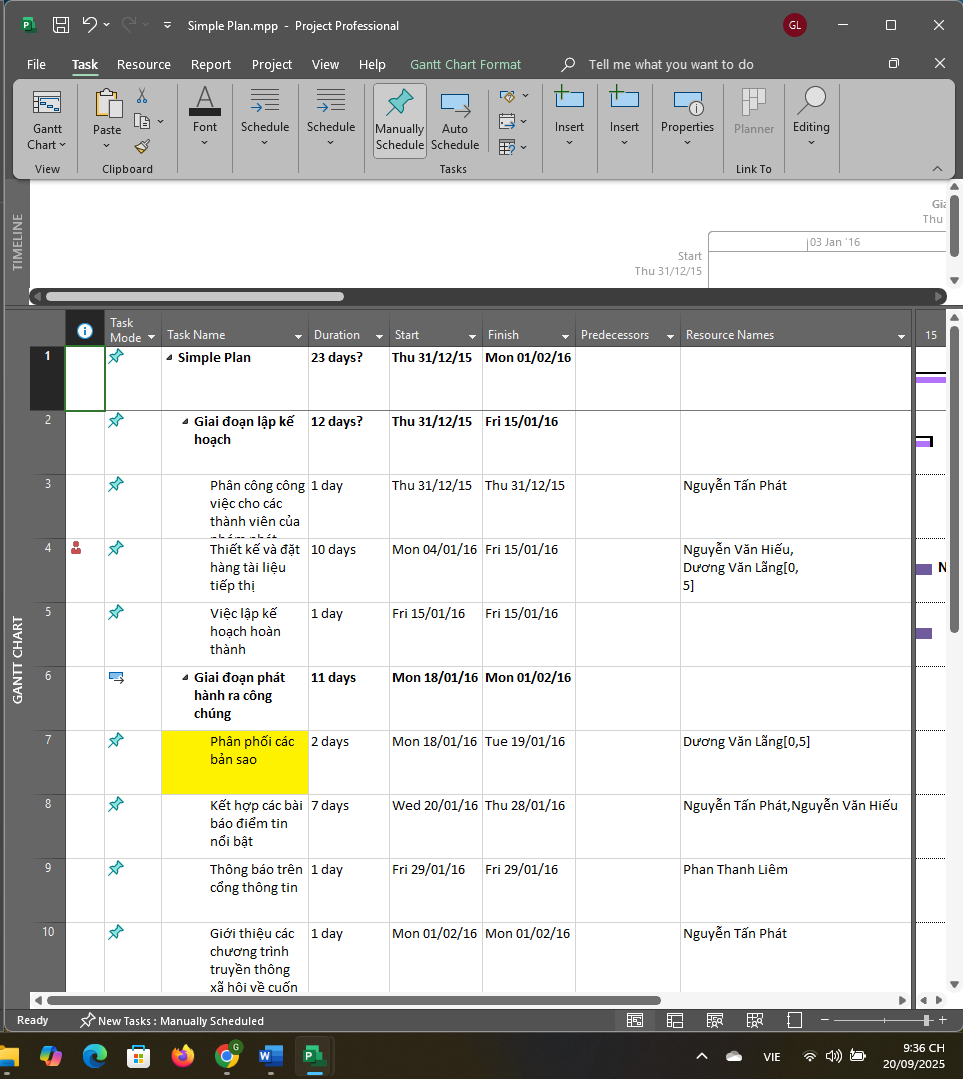 Simple Plan.mpp - Project Professional
GL
File Task Resource Report Project View Help Gantt Chart Format Tell me what you want to do
Gantt Chart
Paste
Font
Schedule
Schedule
Manually Schedule
Auto Schedule
Insert
Insert
Properties
Planner
Editing
View
Clipboard
Tasks
Link To
TIMELINE
Gia
Thu
03 Jan '16
Start
Thu 31/12/15
GANTT CHART
Task Mode Task Name Duration Start Finish Predecessors Resource Names 15
1 Simple Plan 23 days? Thu 31/12/15 Mon 01/02/16
2 Giai đoạn lập kế 12 days? Thu 31/12/15 Fri 15/01/16
hoạch
3 Phân công công 1 day Thu 31/12/15 Thu 31/12/15 Nguyễn Tấn Phát
việc cho các
thành viên của
4 Thiết kế và đặt 10 days Mon 04/01/16 Fri 15/01/16 Nguyễn Văn Hiếu,
hàng tài liệu Dương Văn Lãng[0,
tiếp thị 5]
N
5 Việc lập kế 1 day Fri 15/01/16 Fri 15/01/16
hoạch hoàn
thành
6 Giai đoạn phát 11 days Mon 18/01/16 Mon 01/02/16
hành ra công
chúng
7 Phân phối các 2 days Mon 18/01/16 Tue 19/01/16 Dương Văn Lãng[0,5]
bản sao
8 Kết hợp các bài 7 days Wed 20/01/16 Thu 28/01/16 Nguyễn Tấn Phát,Nguyễn Văn Hiếu
báo điểm tin
nổi bật
9 Thông báo trên 1 day Fri 29/01/16 Fri 29/01/16 Phan Thanh Liêm
cổng thông tin
10 Giới thiệu các 1 day Mon 01/02/16 Mon 01/02/16 Nguyễn Tấn Phát
chương trình
truyền thông
xã hội về cuốn
Ready New Tasks : Manually Scheduled
G
VIE
9:36 CH
20/09/2025